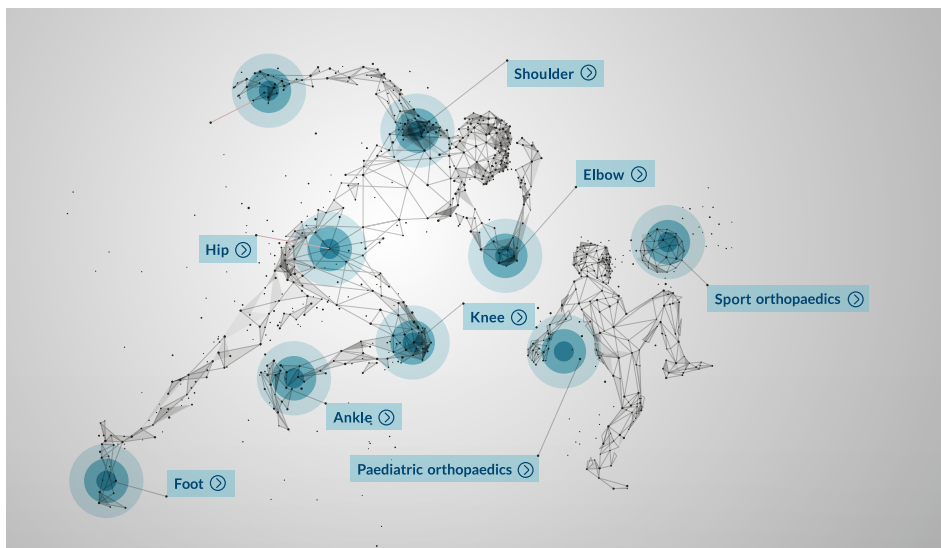 Shoulder
Elbow
Hip
Sport orthopaedics
Knee
Ankle
Paediatric orthopaedics
Foot